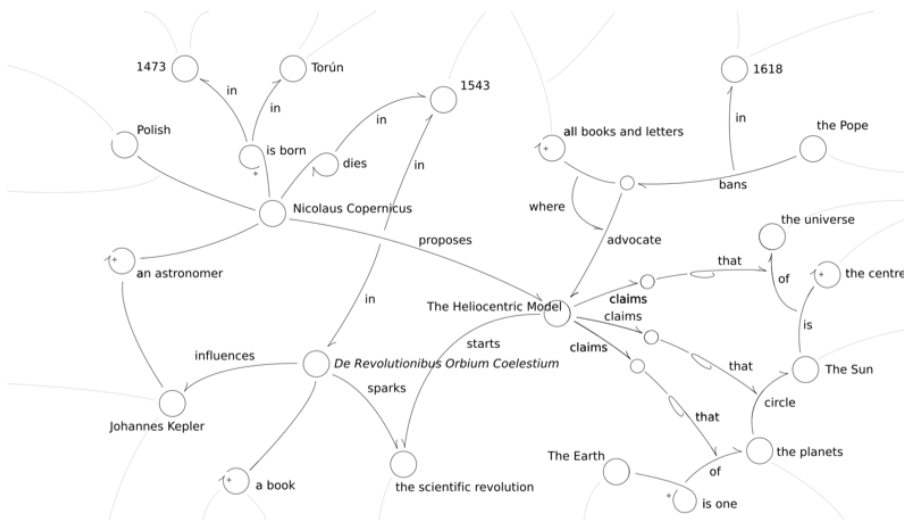 1473
Torún
1543
1618
in
in
in
in
Polish
is born
dies
all books and letters
the Pope
in
bans
Nicolaus Copernicus
where
the universe
proposes
advocate
an astronomer
that
of
the centre
in
The Heliocentric Model
claims
claims
is
starts
claims
influences
De Revolutionibus Orbium Coelestium
that
The Sun
sparks
circle
Johannes Kepler
that
the planets
The Earth
of
a book
the scientific revolution
is one